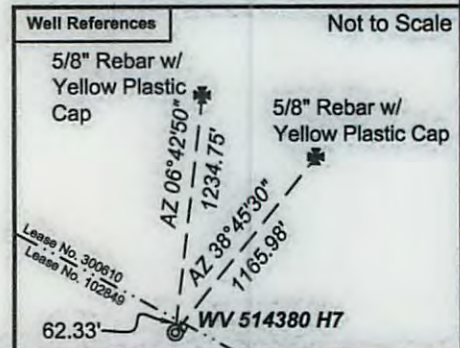 Well References
Not to Scale
5/8" Rebar w/
Yellow Plastic
Cap
5/8" Rebar w/
Yellow Plastic Cap
AZ 06°42'50"
1234.75'
AZ 38°45'30"
1165.98'
Lease No. 300610
Lease No. 102849
62.33'
WV 514380 H7